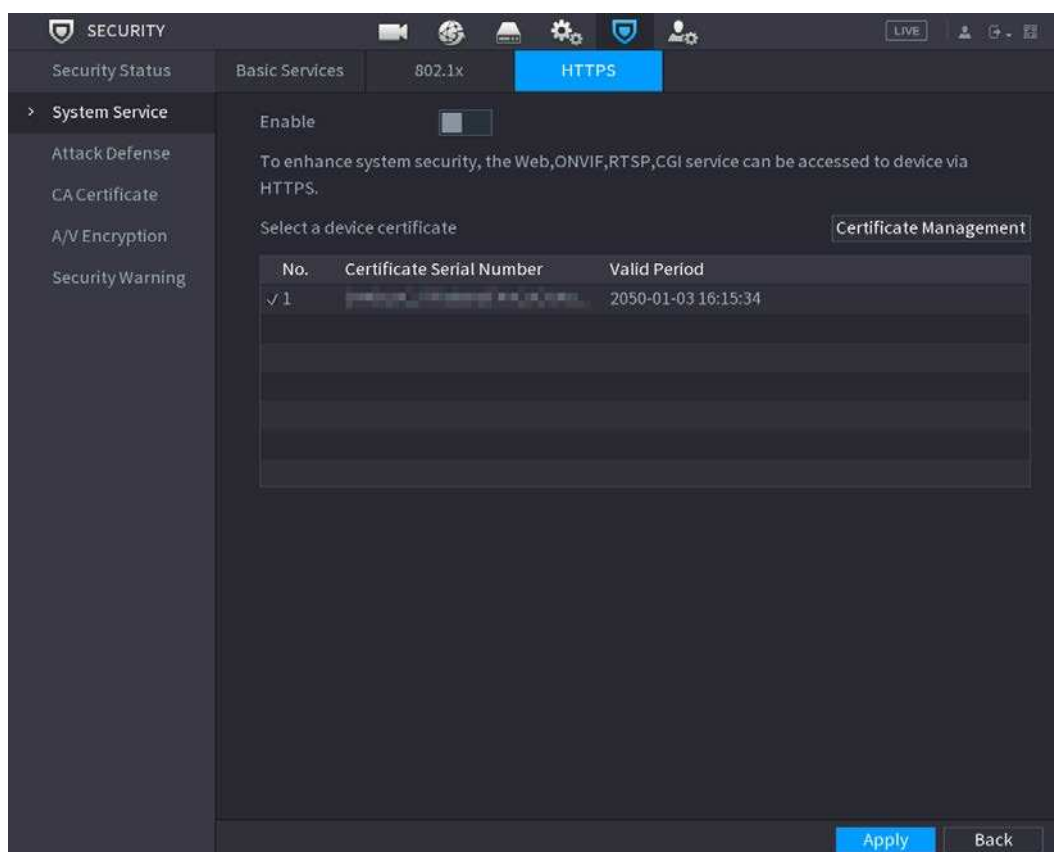 SECURITY
LIVE
Security Status
Basic Services
802.1x
HTTPS
> System Service
Enable
Attack Defense
To enhance system security, the Web,ONVIF,RTSP,CGI service can be accessed to device via
HTTPS.
CA Certificate
A/V Encryption
Select a device certificate
Certificate Management
Security Warning
No. Certificate Serial Number Valid Period
✓ 1 2050-01-03 16:15:34
Apply
Back